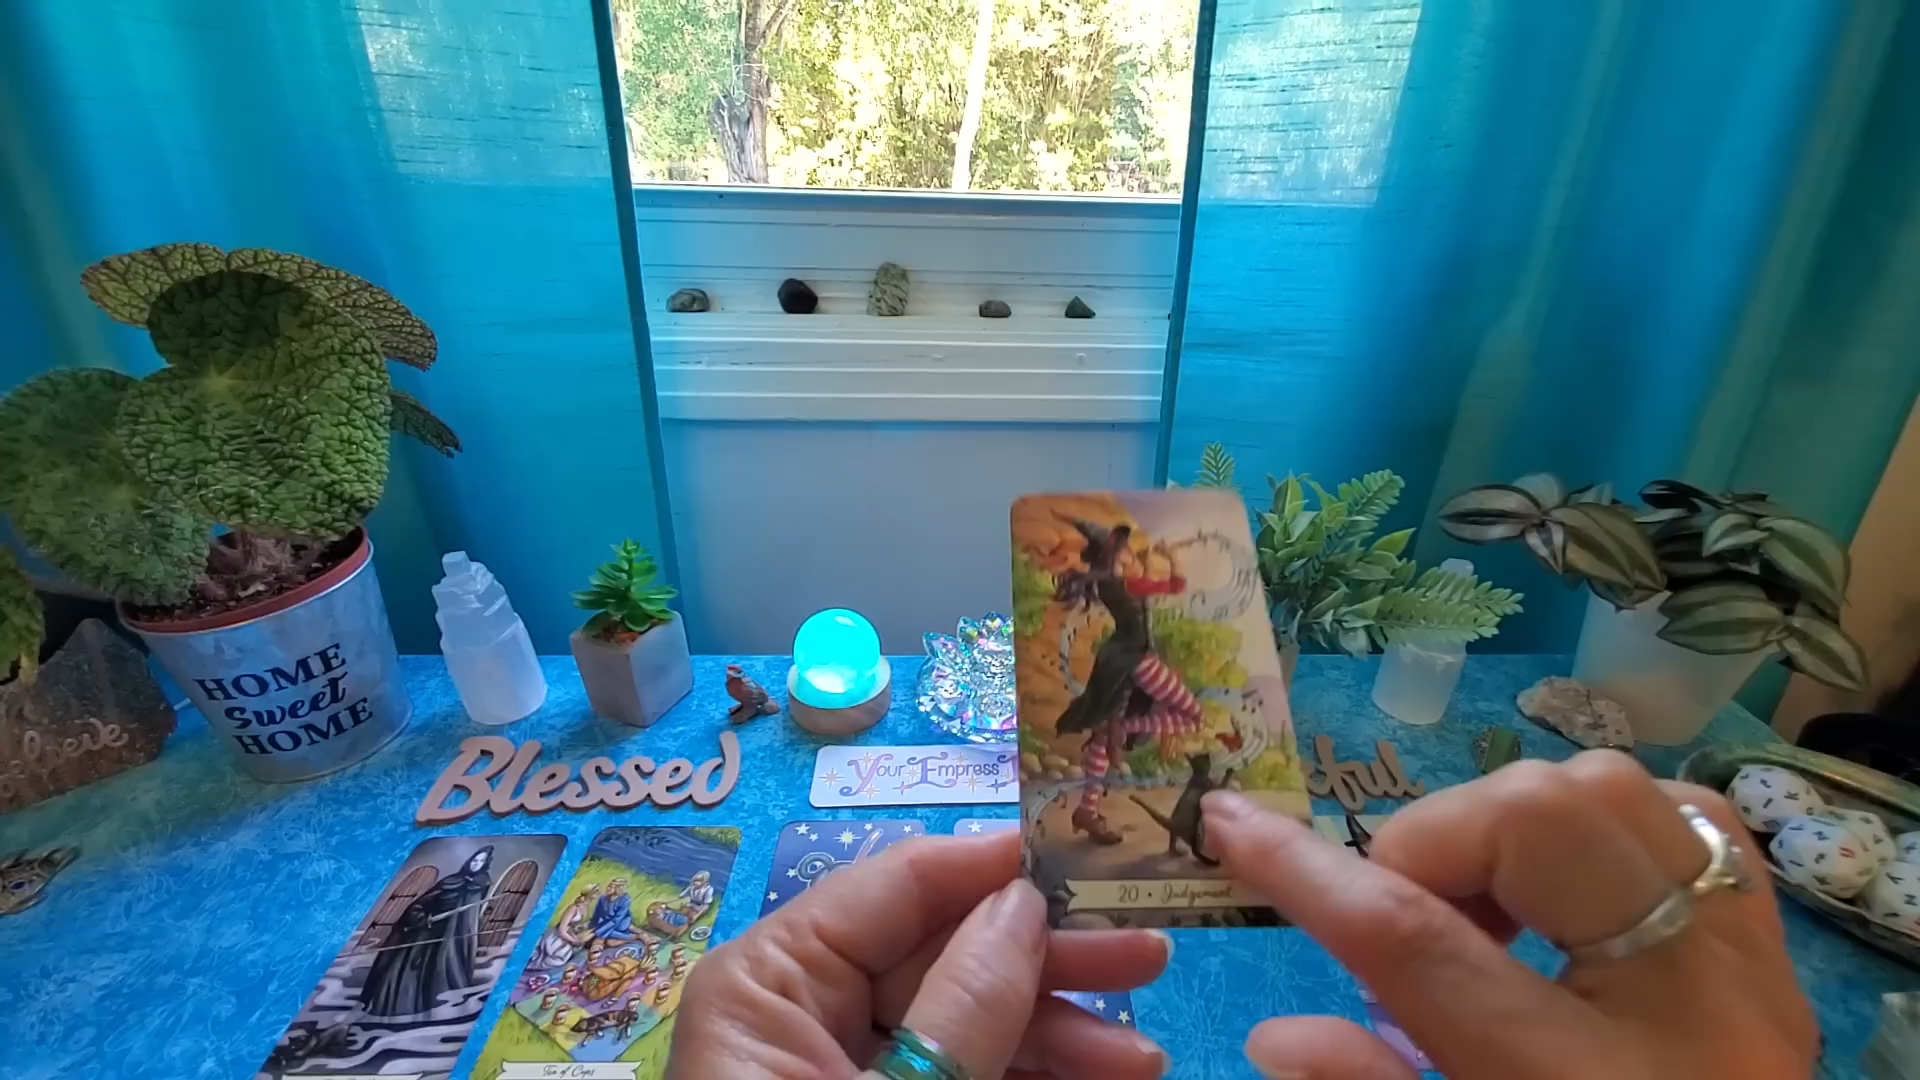 HOME
Sweet
HOME
Blessed
Your Empress
20 • Judgement
Ten of Cups